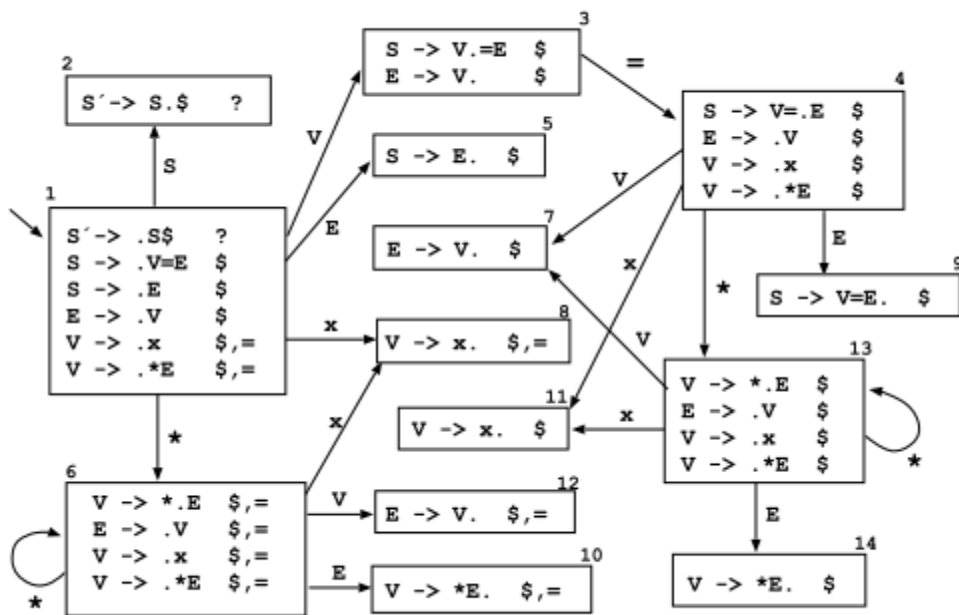 3
S -> V.=E $
E -> V. $
=
2
S´-> S.$ ?
S
V
4
S -> V=.E $
E -> .V $
V -> .x $
V -> .*E $
5
S -> E. $
E
V
1
S´-> .S$ ?
S -> .V=E $
S -> .E $
E -> .V $
V -> .x $,=
V -> .*E $,=
7
E -> V. $
x
*
E
9
S -> V=E. $
x
8
V -> x. $,=
V
13
V -> *.E $
E -> .V $
V -> .x $
V -> .*E $
*
11
V -> x. $
x
*
x
6
V -> *.E $,=
E -> .V $,=
V -> .x $,=
V -> .*E $,=
*
V
12
E -> V. $,=
E
10
V -> *E. $,=
E
14
V -> *E. $